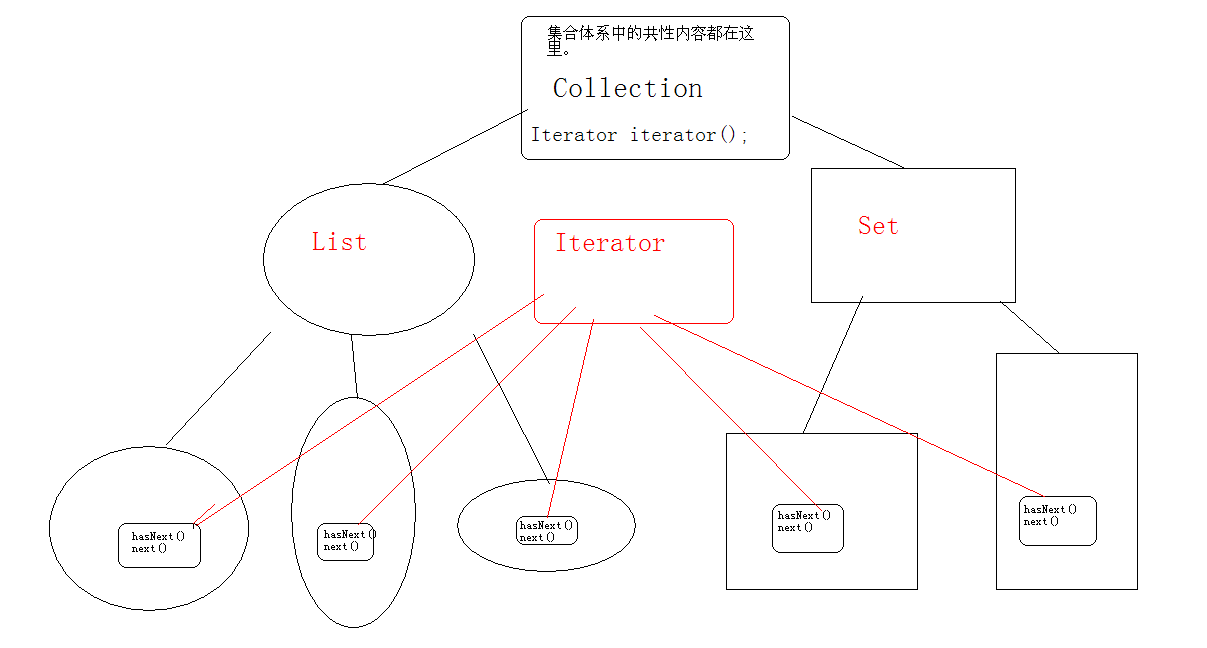 集合体系中的共性内容都在这
里。
Collection
Iterator iterator();
List
Iterator
Set
hasNext()
next()
hasNext()
next()
hasNext()
next()
hasNext()
next()
hasNext()
next()